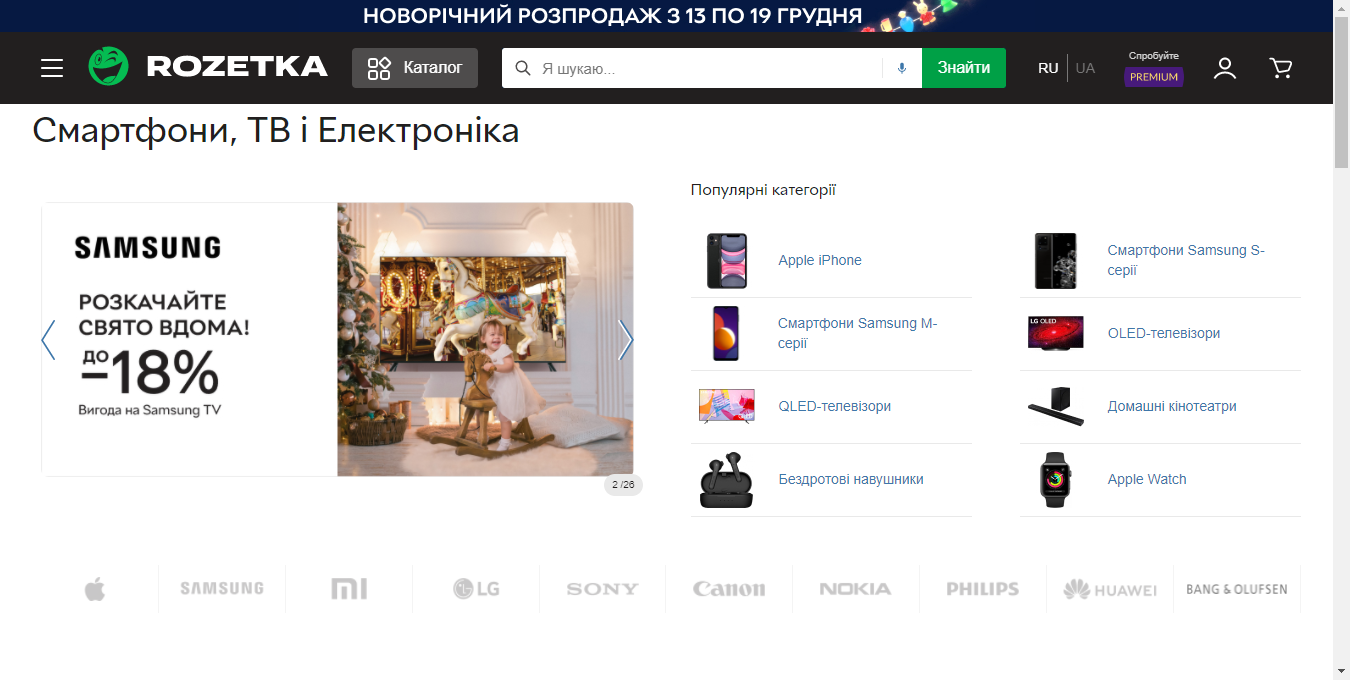 НОВОРІЧНИЙ РОЗПРОДАЖ З 13 ПО 19 ГРУДНЯ
ROZETKA
Каталог
Я шукаю...
Знайти
RU
UA
Спробуйте
PREMIUM
Смартфони, ТВ і Електроніка
SAMSUNG
РОЗКАЧАЙТЕ
СВЯТО ВДОМА!
до
–18%
Вигода на Samsung TV
2 /26
Популярні категорії
Apple iPhone
Смартфони Samsung S-
серії
Смартфони Samsung M-
серії
LG OLED
OLED-телевізори
QLED-телевізори
Домашні кінотеатри
Бездротові навушники
Apple Watch
SAMSUNG
MI
LG
SONY
Canon
NOKIA
PHILIPS
HUAWEI
BANG & OLUFSEN